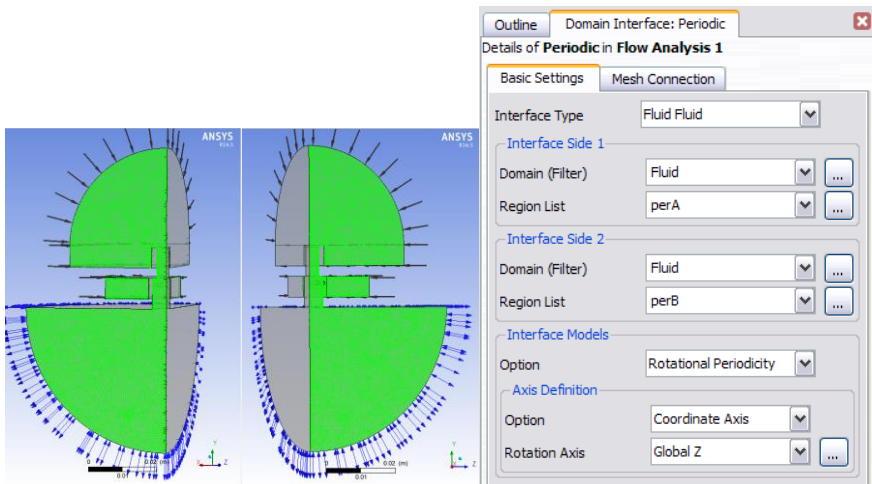 Outline
Domain Interface: Periodic
Details of Periodic in Flow Analysis 1
Basic Settings
Mesh Connection
Interface Type
Fluid Fluid
Interface Side 1
Domain (Filter)
Fluid
...
Region List
perA
...
Interface Side 2
Domain (Filter)
Fluid
...
Region List
perB
...
Interface Models
Option
Rotational Periodicity
Axis Definition
Option
Coordinate Axis
Rotation Axis
Global Z
...
ANSYS
ANSYS
0
0.02 (m)
0.01
Y
X
Z
0
0.02 (m)
0.01
Y
Z